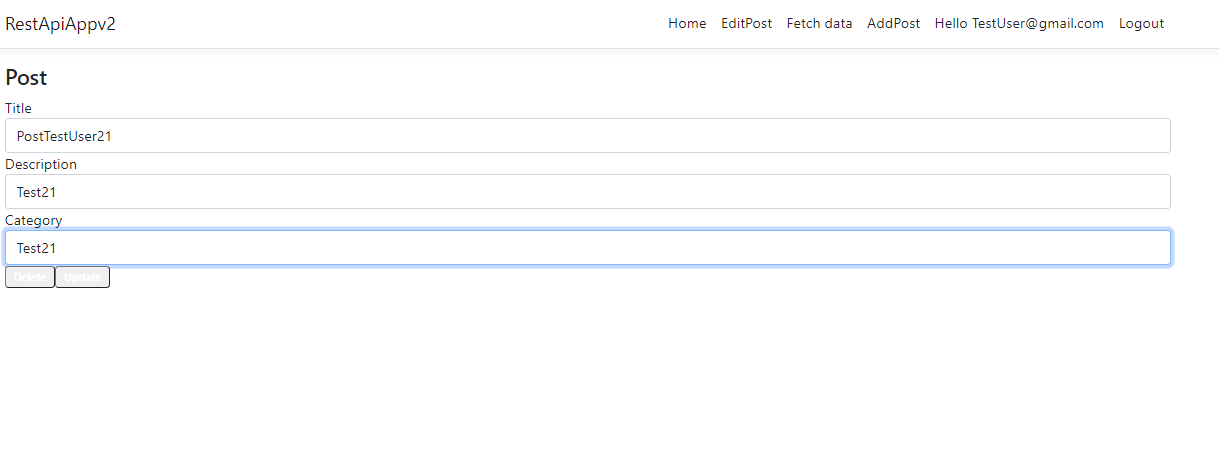 RestApiAppv2
Home EditPost Fetch data AddPost Hello TestUser@gmail.com Logout
Post
Title
PostTestUser21
Description
Test21
Category
Test21
Delete Update